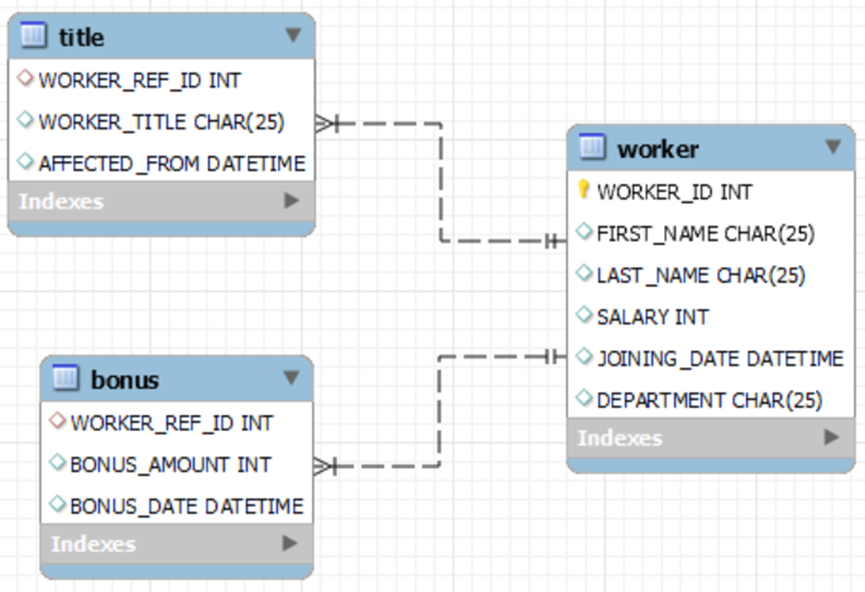 title
WORKER_REF_ID INT
WORKER_TITLE CHAR(25)
AFFECTED_FROM DATETIME
Indexes
worker
WORKER_ID INT
FIRST_NAME CHAR(25)
LAST_NAME CHAR(25)
SALARY INT
JOINING_DATE DATETIME
DEPARTMENT CHAR(25)
Indexes
bonus
WORKER_REF_ID INT
BONUS_AMOUNT INT
BONUS_DATE DATETIME
Indexes